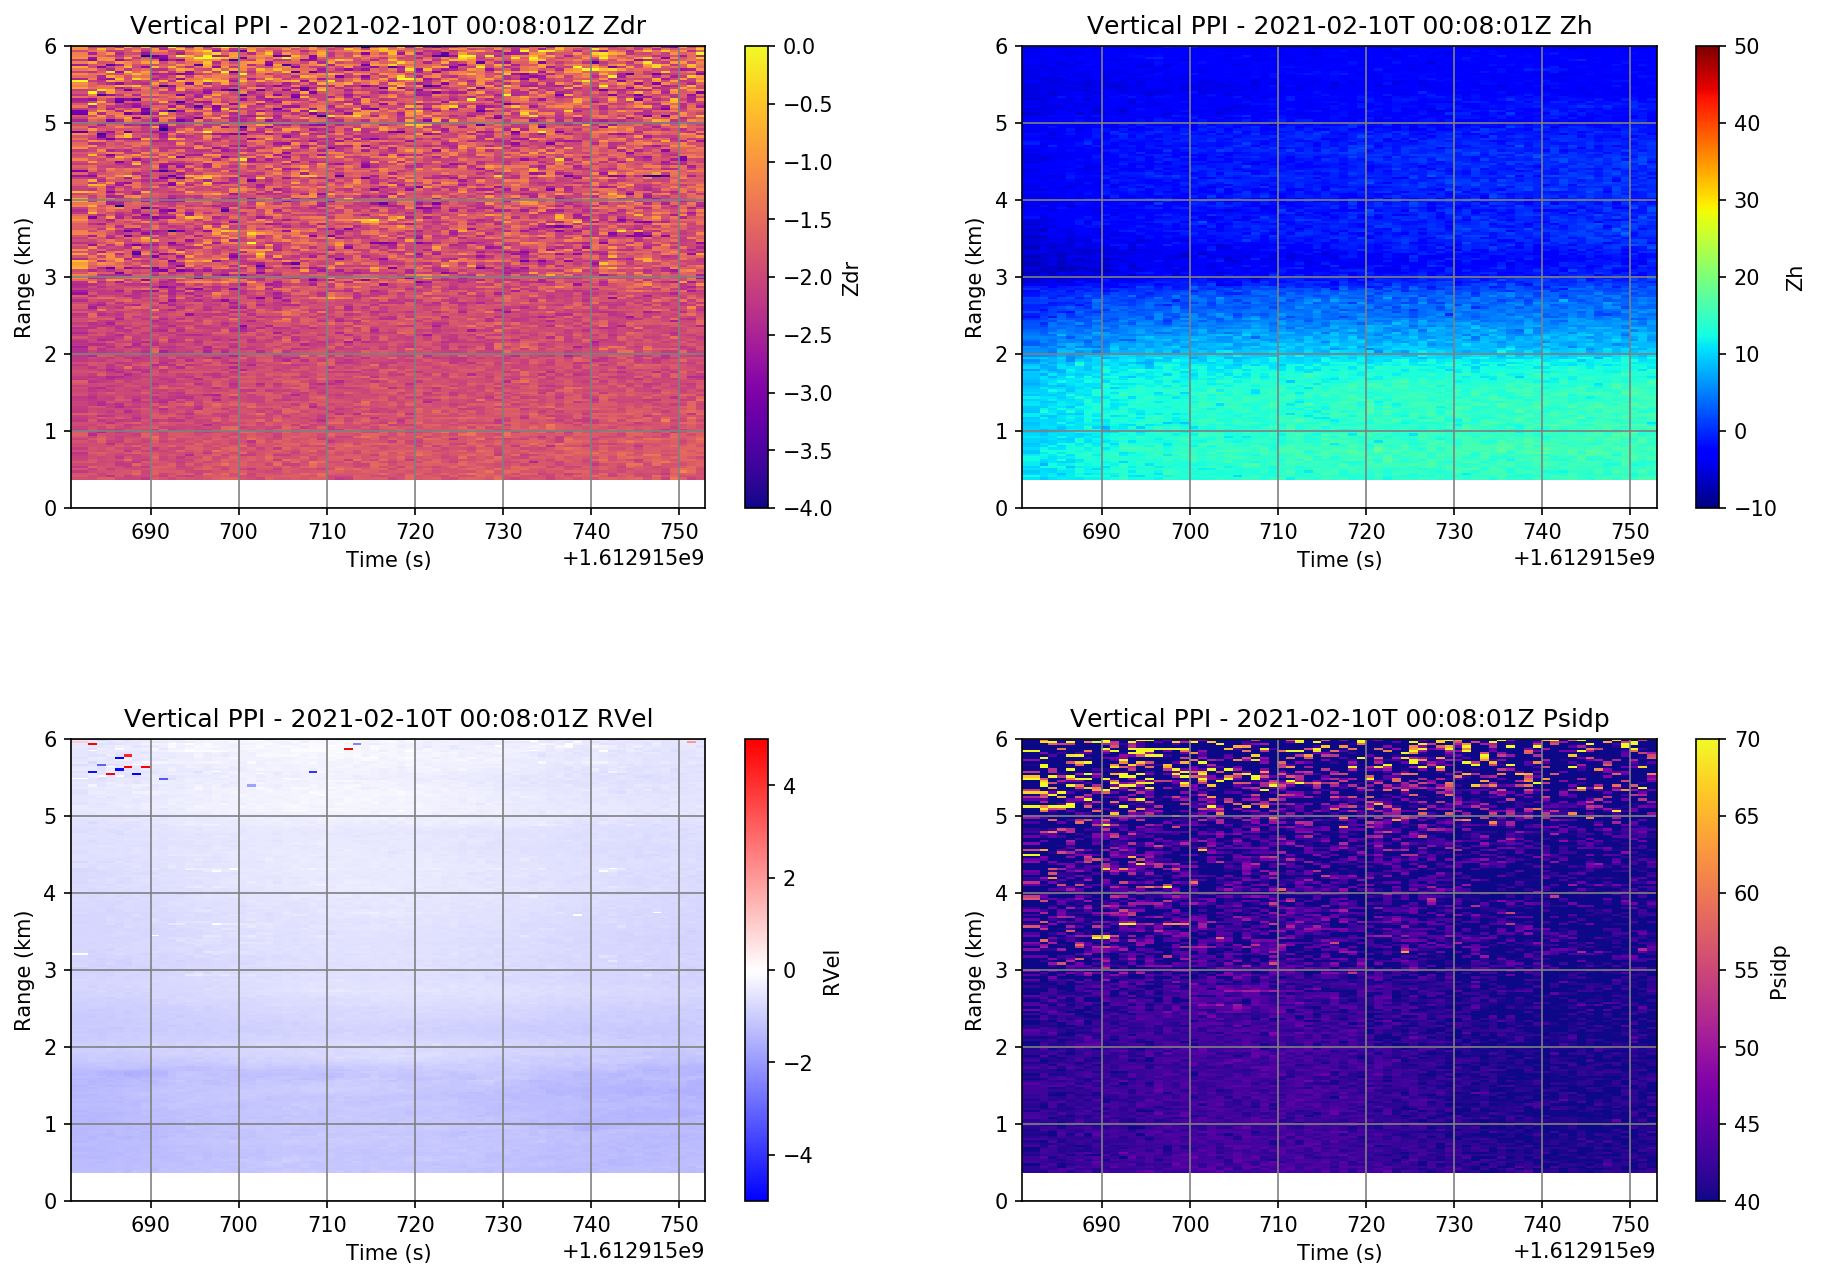 Vertical PPI - 2021-02-10T 00:08:01Z Zdr
6
5
4
3
2
1
0
Range (km)
690 700 710 720 730 740 750
Time (s)
+1.612915e9
0.0
−0.5
−1.0
−1.5
−2.0
−2.5
−3.0
−3.5
−4.0
Zdr
Vertical PPI - 2021-02-10T 00:08:01Z Zh
6
5
4
3
2
1
0
Range (km)
690 700 710 720 730 740 750
Time (s)
+1.612915e9
50
40
30
20
10
0
−10
Zh
Vertical PPI - 2021-02-10T 00:08:01Z RVel
6
5
4
3
2
1
0
Range (km)
690 700 710 720 730 740 750
Time (s)
+1.612915e9
4
2
0
−2
−4
RVel
Vertical PPI - 2021-02-10T 00:08:01Z Psidp
6
5
4
3
2
1
0
Range (km)
690 700 710 720 730 740 750
Time (s)
+1.612915e9
70
65
60
55
50
45
40
Psidp